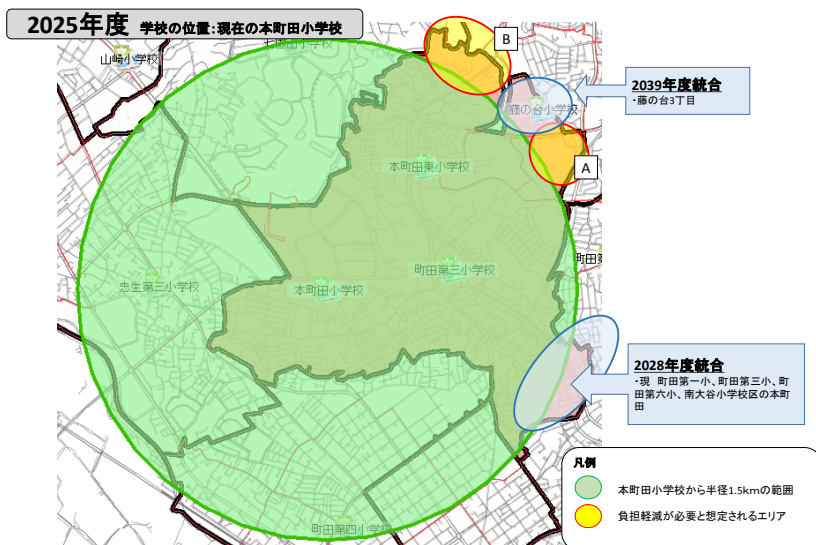 2025年度 学校の位置:現在の本町田小学校
山崎小学校
B
2039年度統合
・藤の台3丁目
藤の台小学校
本町田東小学校
A
町田第三小学校
忠生第三小学校
本町田小学校
2028年度統合
・現 町田第一小、町田第三小、町
田第六小、南大谷小学校区の本町
田
町田第四小学校
凡例
本町田小学校から半径1.5kmの範囲
負担軽減が必要と想定されるエリア